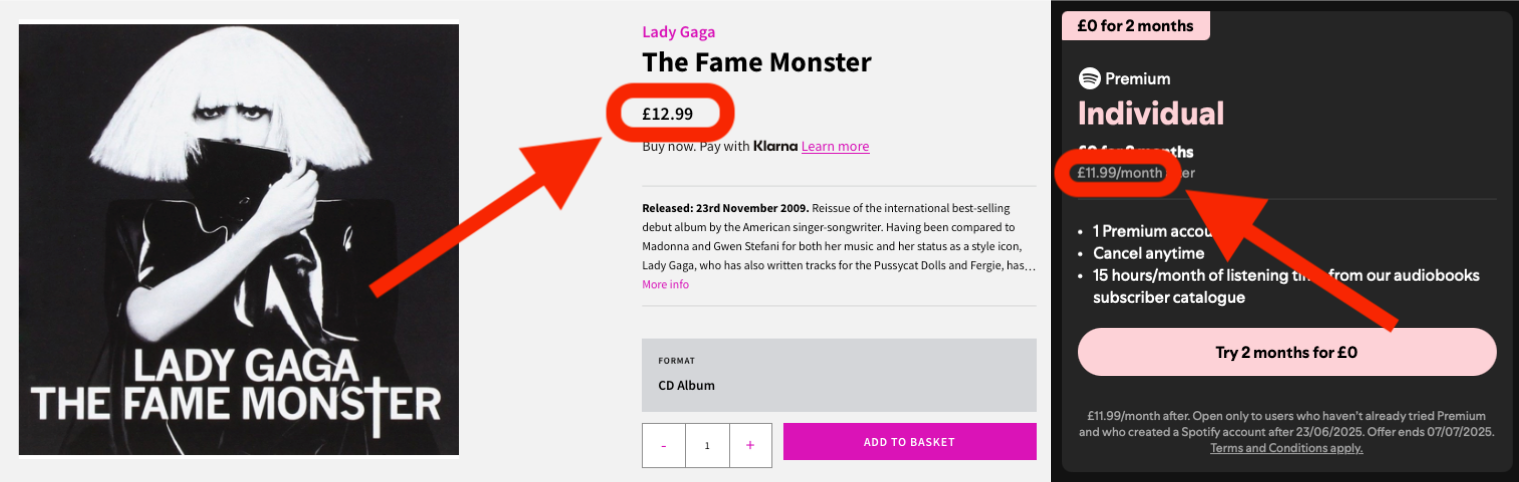 LADY GAGA
THE FAME MONSTER
Lady Gaga
The Fame Monster
£12.99
Buy now. Pay with Klarna Learn more
Released: 23rd November 2009. Reissue of the international best-selling
debut album by the American singer-songwriter. Having been compared to
Madonna and Gwen Stefani for both her music and her status as a style icon,
Lady Gaga, who has also written tracks for the Pussycat Dolls and Fergie, has...
More info
FORMAT
CD Album
- 1 +
ADD TO BASKET
£0 for 2 months
Premium
Individual
£0 for 2 months
£11.99/month
• 1 Premium
• Cancel anytime
• 15 hours/month of listening from our audiobooks
subscriber catalogue
Try 2 months for £0
£11.99/month after. Open only to users who haven't already tried Premium
and who created a Spotify account after 23/06/2025. Offer ends 07/07/2025.
Terms and Conditions apply.